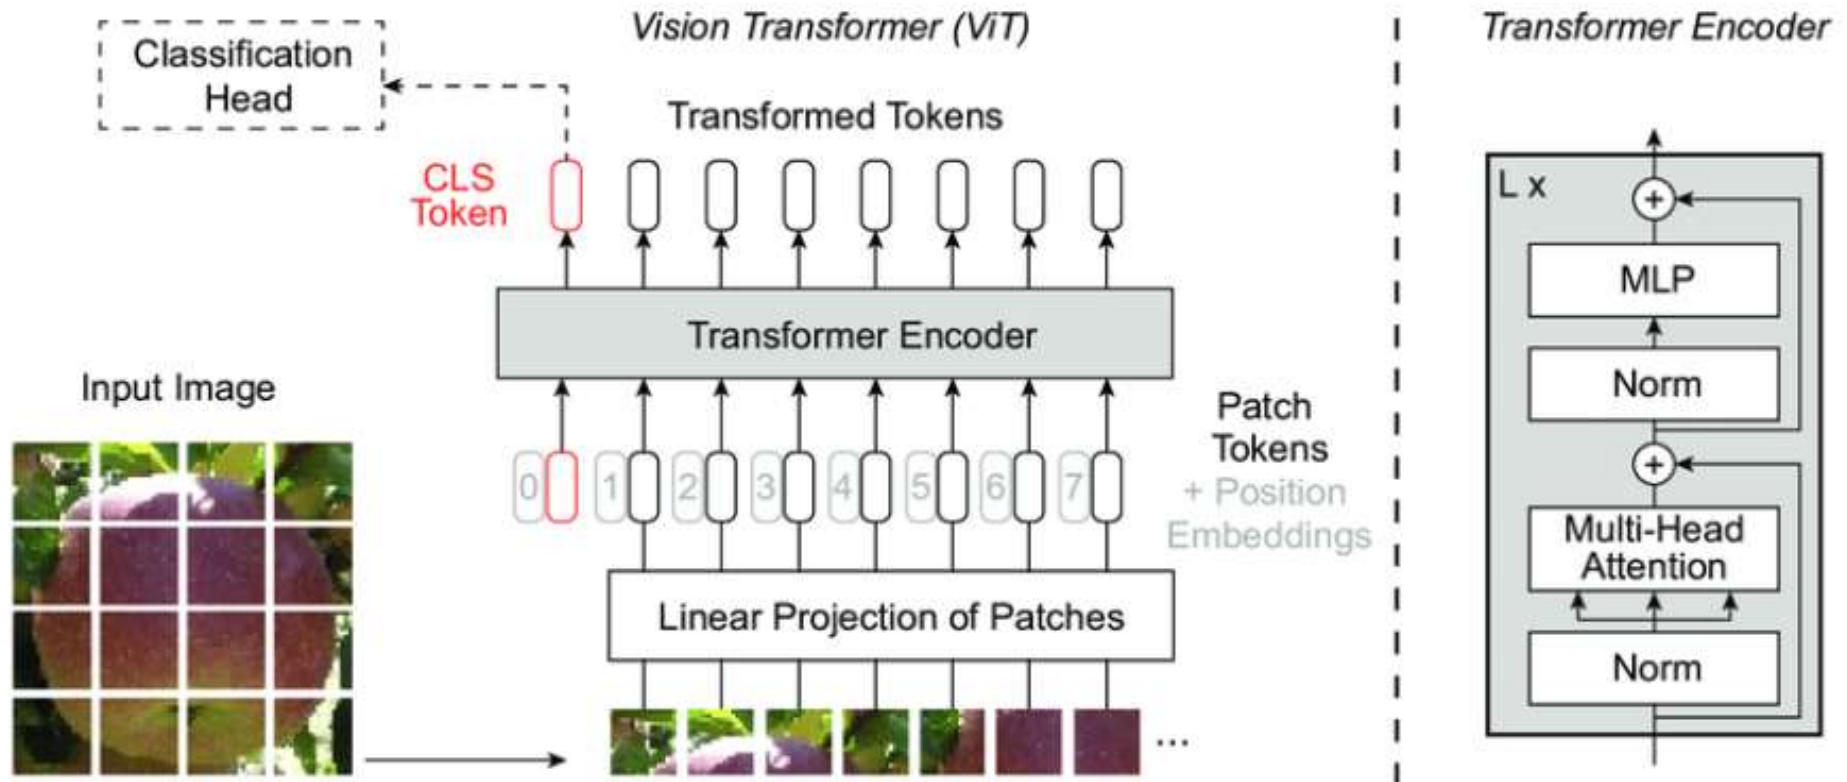 Vision Transformer (ViT)
Transformer Encoder
Classification
Head
Transformed Tokens
CLS
Token
L x
+
MLP
Transformer Encoder
Norm
Input Image
Patch
Tokens
+ Position
Embeddings
0 1 2 3 4 5 6 7
+
Multi-Head
Attention
Linear Projection of Patches
Norm
...